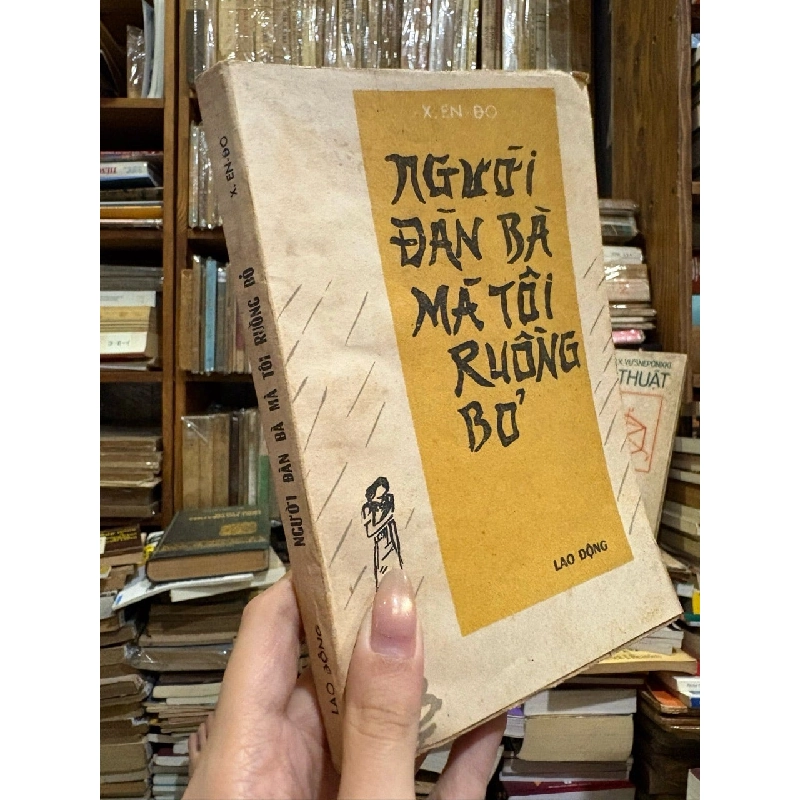 X. EN-ĐO
NGƯỜI
ĐÀN BÀ
MÀ TÔI
RUỒNG
BỎ
LAO ĐỘNG
X. EN-ĐO
NGƯỜI ĐÀN BÀ MÀ TÔI RUỒNG BỎ
LAO ĐỘNG
THUẬT